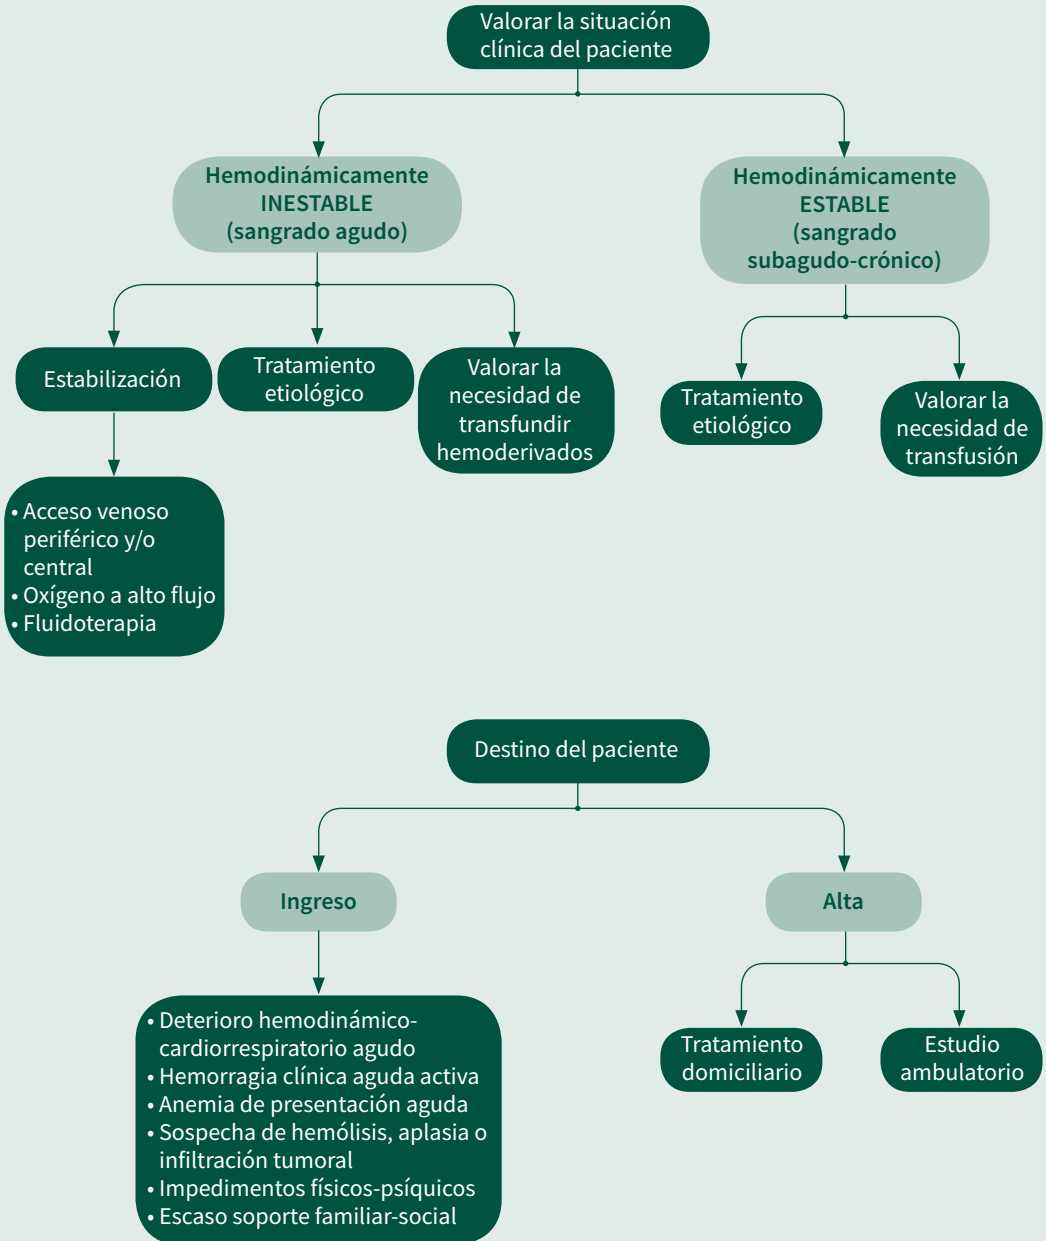 Valorar la situación
clínica del paciente
Hemodinámicamente
INESTABLE
(sangrado agudo)
Hemodinámicamente
ESTABLE
(sangrado
subagudo-crónico)
Estabilización
Tratamiento
etiológico
Valorar la
necesidad de
transfundir
hemoderivados
Tratamiento
etiológico
Valorar la
necesidad de
transfusión
• Acceso venoso
periférico y/o
central
• Oxígeno a alto flujo
• Fluidoterapia
Destino del paciente
Ingreso
Alta
• Deterioro hemodinámico-
cardiorrespiratorio agudo
• Hemorragia clínica aguda activa
• Anemia de presentación aguda
• Sospecha de hemólisis, aplasia o
infiltración tumoral
• Impedimentos físicos-psíquicos
• Escaso soporte familiar-social
Tratamiento
domiciliario
Estudio
ambulatorio